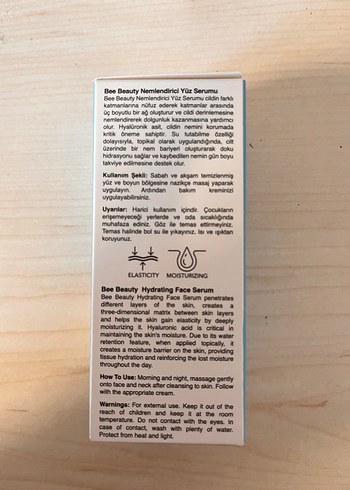 Bee Beauty Nemlendirici Yüz Serumu
Bee Beauty Nemlendirici Yüz Serumu cildin farklı
katmanlarına nüfuz ederek katmanlar arasında
üç boyutlu bir ağ oluşturur ve cildi derinlemesine
nemlendirerek dolgunluk kazanmasına yardımcı
olur. Hiyalüronik asit, cildin nemini korumada
kritik öneme sahiptir. Su tutabilme özelliği
dolayısıyla, topikal olarak uygulandığında, cilt
üzerinde bir nem bariyeri oluşturarak doku
hidrasyonu sağlar ve kaybedilen nemin gün boyu
takviye edilmesine destek olur.
Kullanım Şekli: Sabah ve akşam temizlenmiş
yüz ve boyun bölgesine nazikçe masaj yaparak
uygulayın. Ardından bakım kreminizi
uygulayabilirsiniz.
Uyarılar: Harici kullanım içindir. Çocukların
erişemeyeceği yerlerde ve oda sıcaklığında
muhafaza ediniz. Göz ile temas ettirmeyiniz.
Temas halinde bol su ile yıkayınız. Isı ve ışıktan
koruyunuz.
ELASTICITY MOISTURIZING
Bee Beauty Hydrating Face Serum
Bee Beauty Hydrating Face Serum penetrates
different layers of the skin, creates a
three-dimensional matrix between skin layers
and helps the skin gain elasticity by deeply
moisturizing it. Hyaluronic acid is critical in
maintaining the skin's moisture. Due to its water
retention feature, when applied topically, it
creates a moisture barrier on the skin, providing
tissue hydration and reinforcing the lost moisture
throughout the day.
How To Use: Morning and night, massage gently
onto face and neck after cleansing to skin. Follow
with the appropriate cream.
Warnings: For external use. Keep it out of the
reach of children and keep it at the room
temperature. Do not contact with the eyes. In
case of contact, wash with plenty of water.
Protect from heat and light.